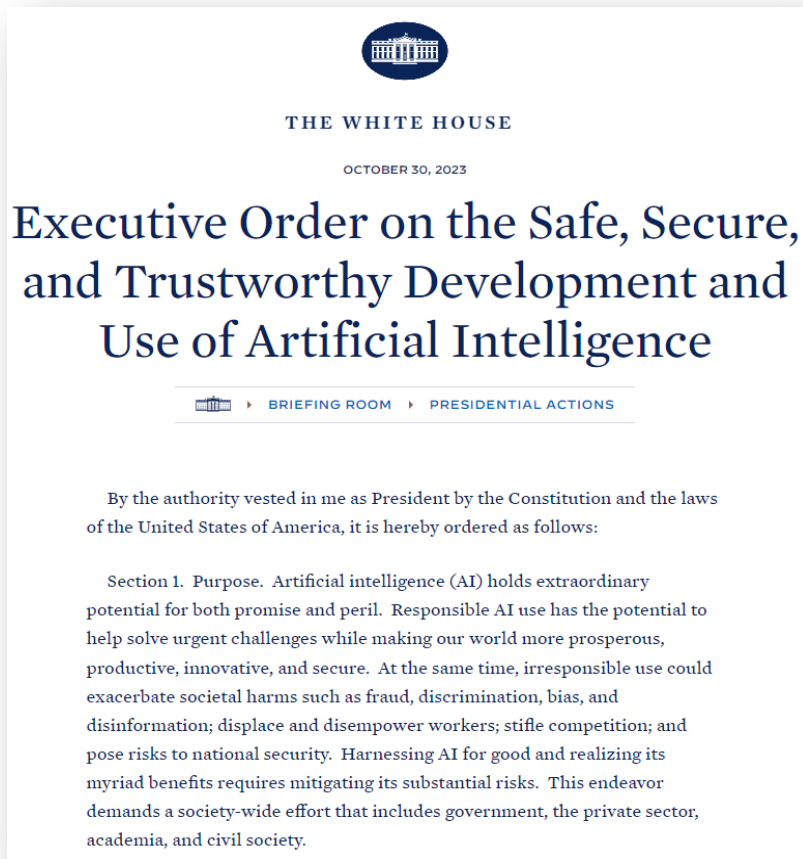 THE WHITE HOUSE
OCTOBER 30, 2023
Executive Order on the Safe, Secure,
and Trustworthy Development and
Use of Artificial Intelligence
BRIEFING ROOM PRESIDENTIAL ACTIONS
By the authority vested in me as President by the Constitution and the laws
of the United States of America, it is hereby ordered as follows:
Section 1.  Purpose.  Artificial intelligence (AI) holds extraordinary
potential for both promise and peril.  Responsible AI use has the potential to
help solve urgent challenges while making our world more prosperous,
productive, innovative, and secure.  At the same time, irresponsible use could
exacerbate societal harms such as fraud, discrimination, bias, and
disinformation; displace and disempower workers; stifle competition; and
pose risks to national security.  Harnessing AI for good and realizing its
myriad benefits requires mitigating its substantial risks.  This endeavor
demands a society-wide effort that includes government, the private sector,
academia, and civil society.